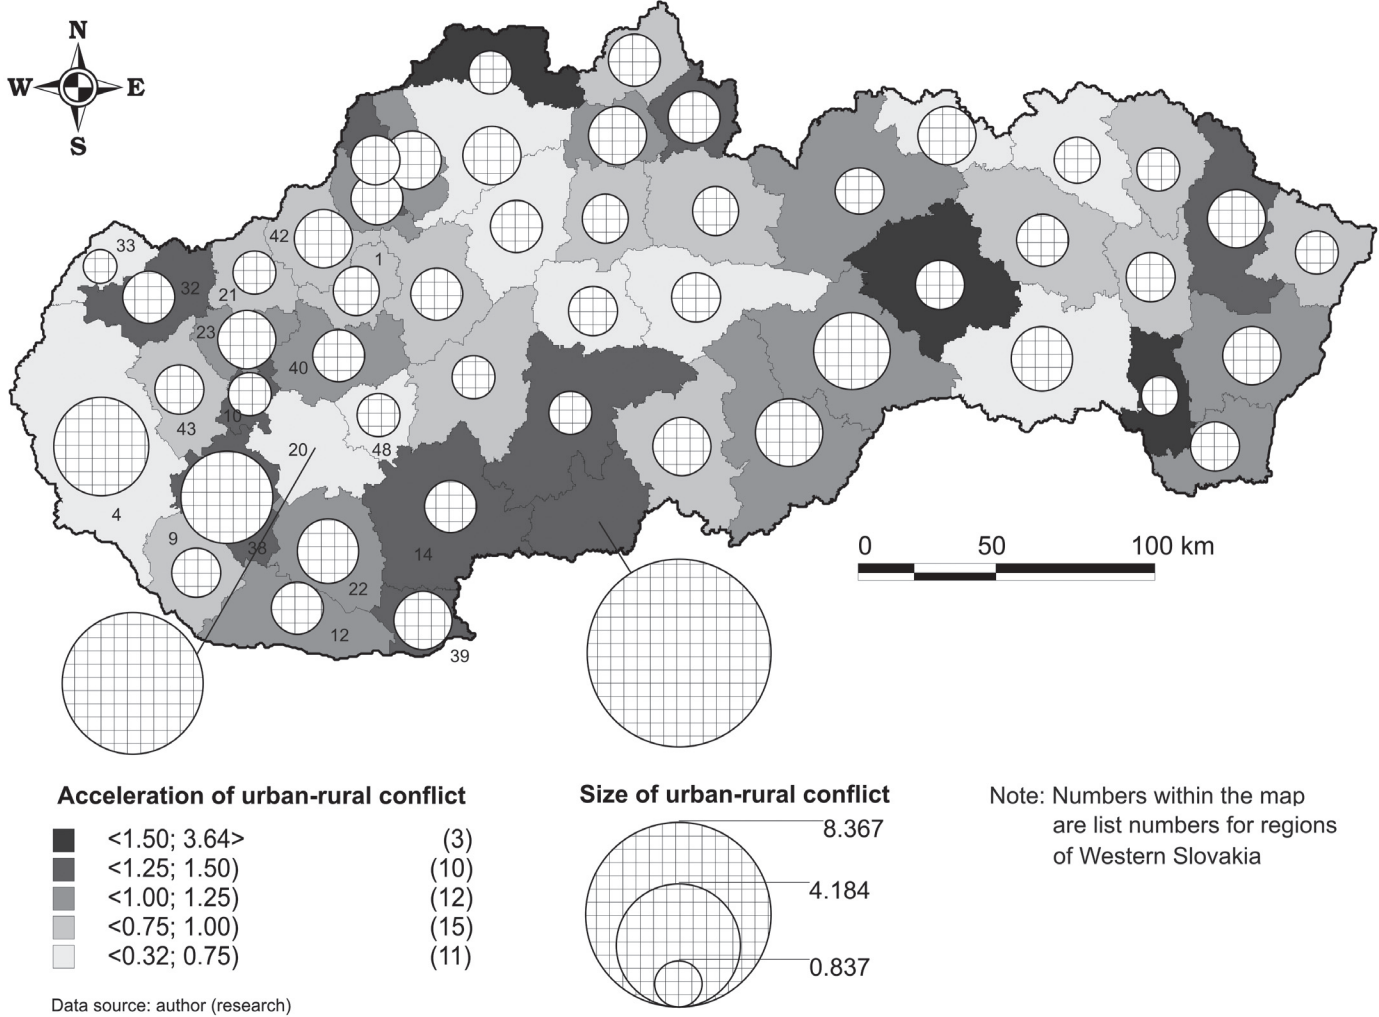 N
W E
S
33
42
1
32
21
23
40
10
43
48
20
4
9
38
14
22
12
39
0 50 100 km
Acceleration of urban-rural conflict
<1.50; 3.64> (3)
<1.25; 1.50) (10)
<1.00; 1.25) (12)
<0.75; 1.00) (15)
<0.32; 0.75) (11)
Data source: author (research)
Size of urban-rural conflict
8.367
4.184
0.837
Note: Numbers within the map
are list numbers for regions
of Western Slovakia